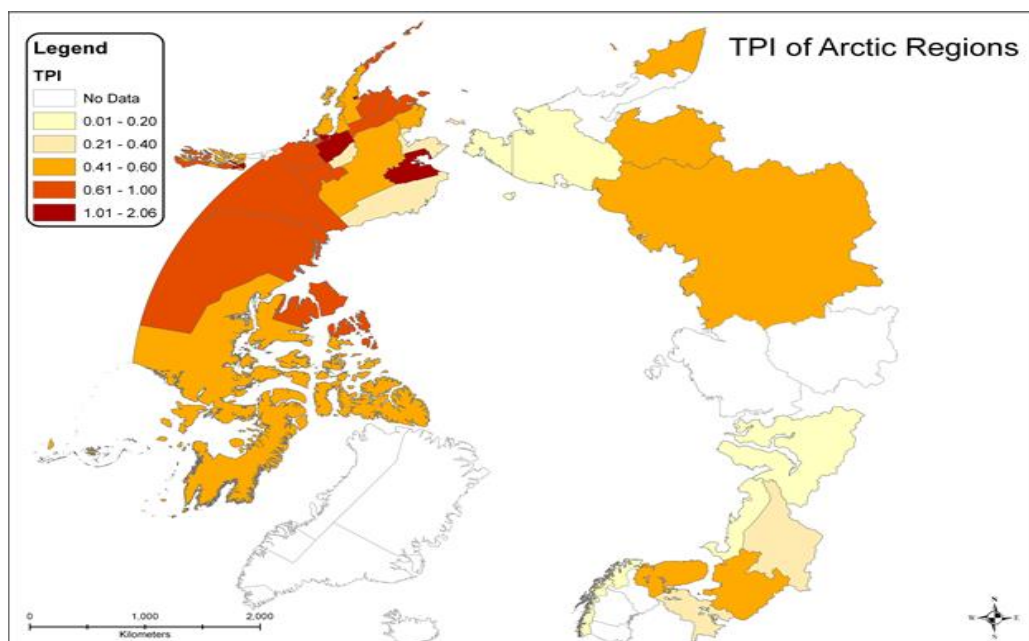 TPI of Arctic Regions
Legend
TPI
No Data
0.01 - 0.20
0.21 - 0.40
0.41 - 0.60
0.61 - 1.00
1.01 - 2.06
0 1,000 2,000
Kilometers
N
W E
S